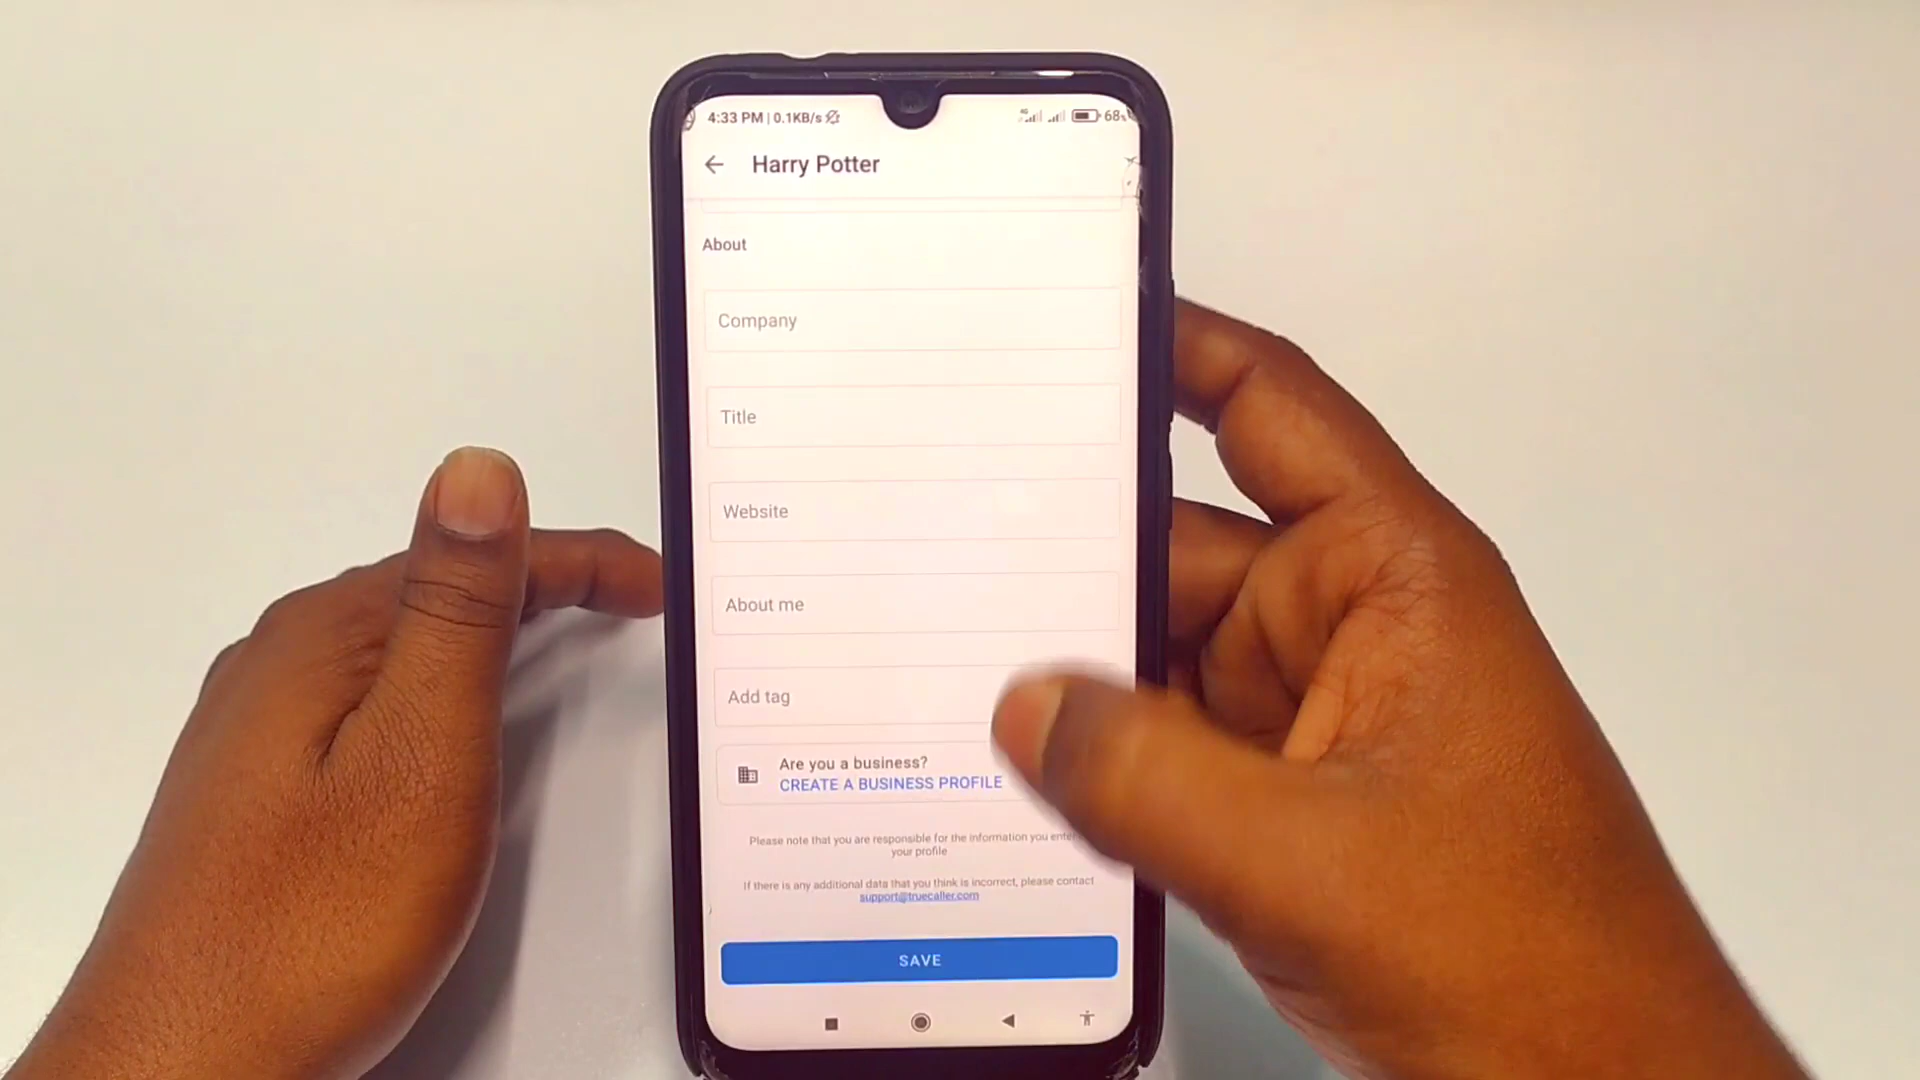 4:33 PM | 0.1KB/s
4G
68
Harry Potter
About
Company
Title
Website
About me
Add tag
Are you a business?
CREATE A BUSINESS PROFILE
Please note that you are responsible for the information you enter
your profile
If there is any additional data that you think is incorrect, please contact
support@truecaller.com
SAVE